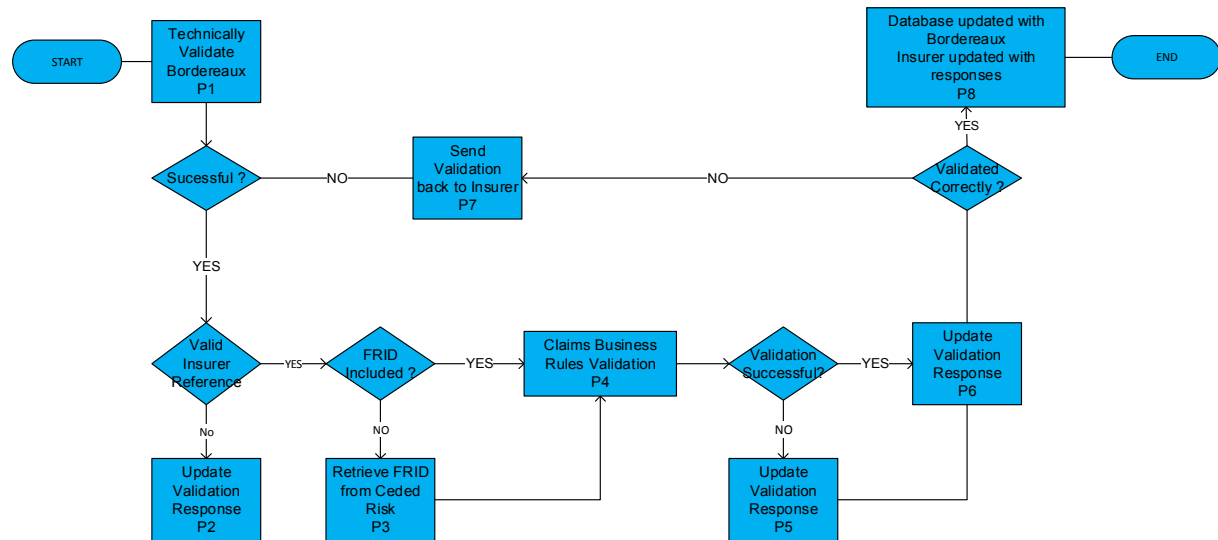 START
Technically
Validate
Bordereaux
P1
Database updated with
Bordereaux
Insurer updated with
responses
P8
END
YES
Sucessful ?
NO
Send
Validation
back to Insurer
P7
NO
Validated
Correctly ?
YES
Valid
Insurer
Reference
YES
FRID
Included ?
YES
Claims Business
Rules Validation
P4
Validation
Successful?
YES
Update
Validation
Response
P6
No
NO
NO
Update
Validation
Response
P2
Retrieve FRID
from Ceded
Risk
P3
Update
Validation
Response
P5